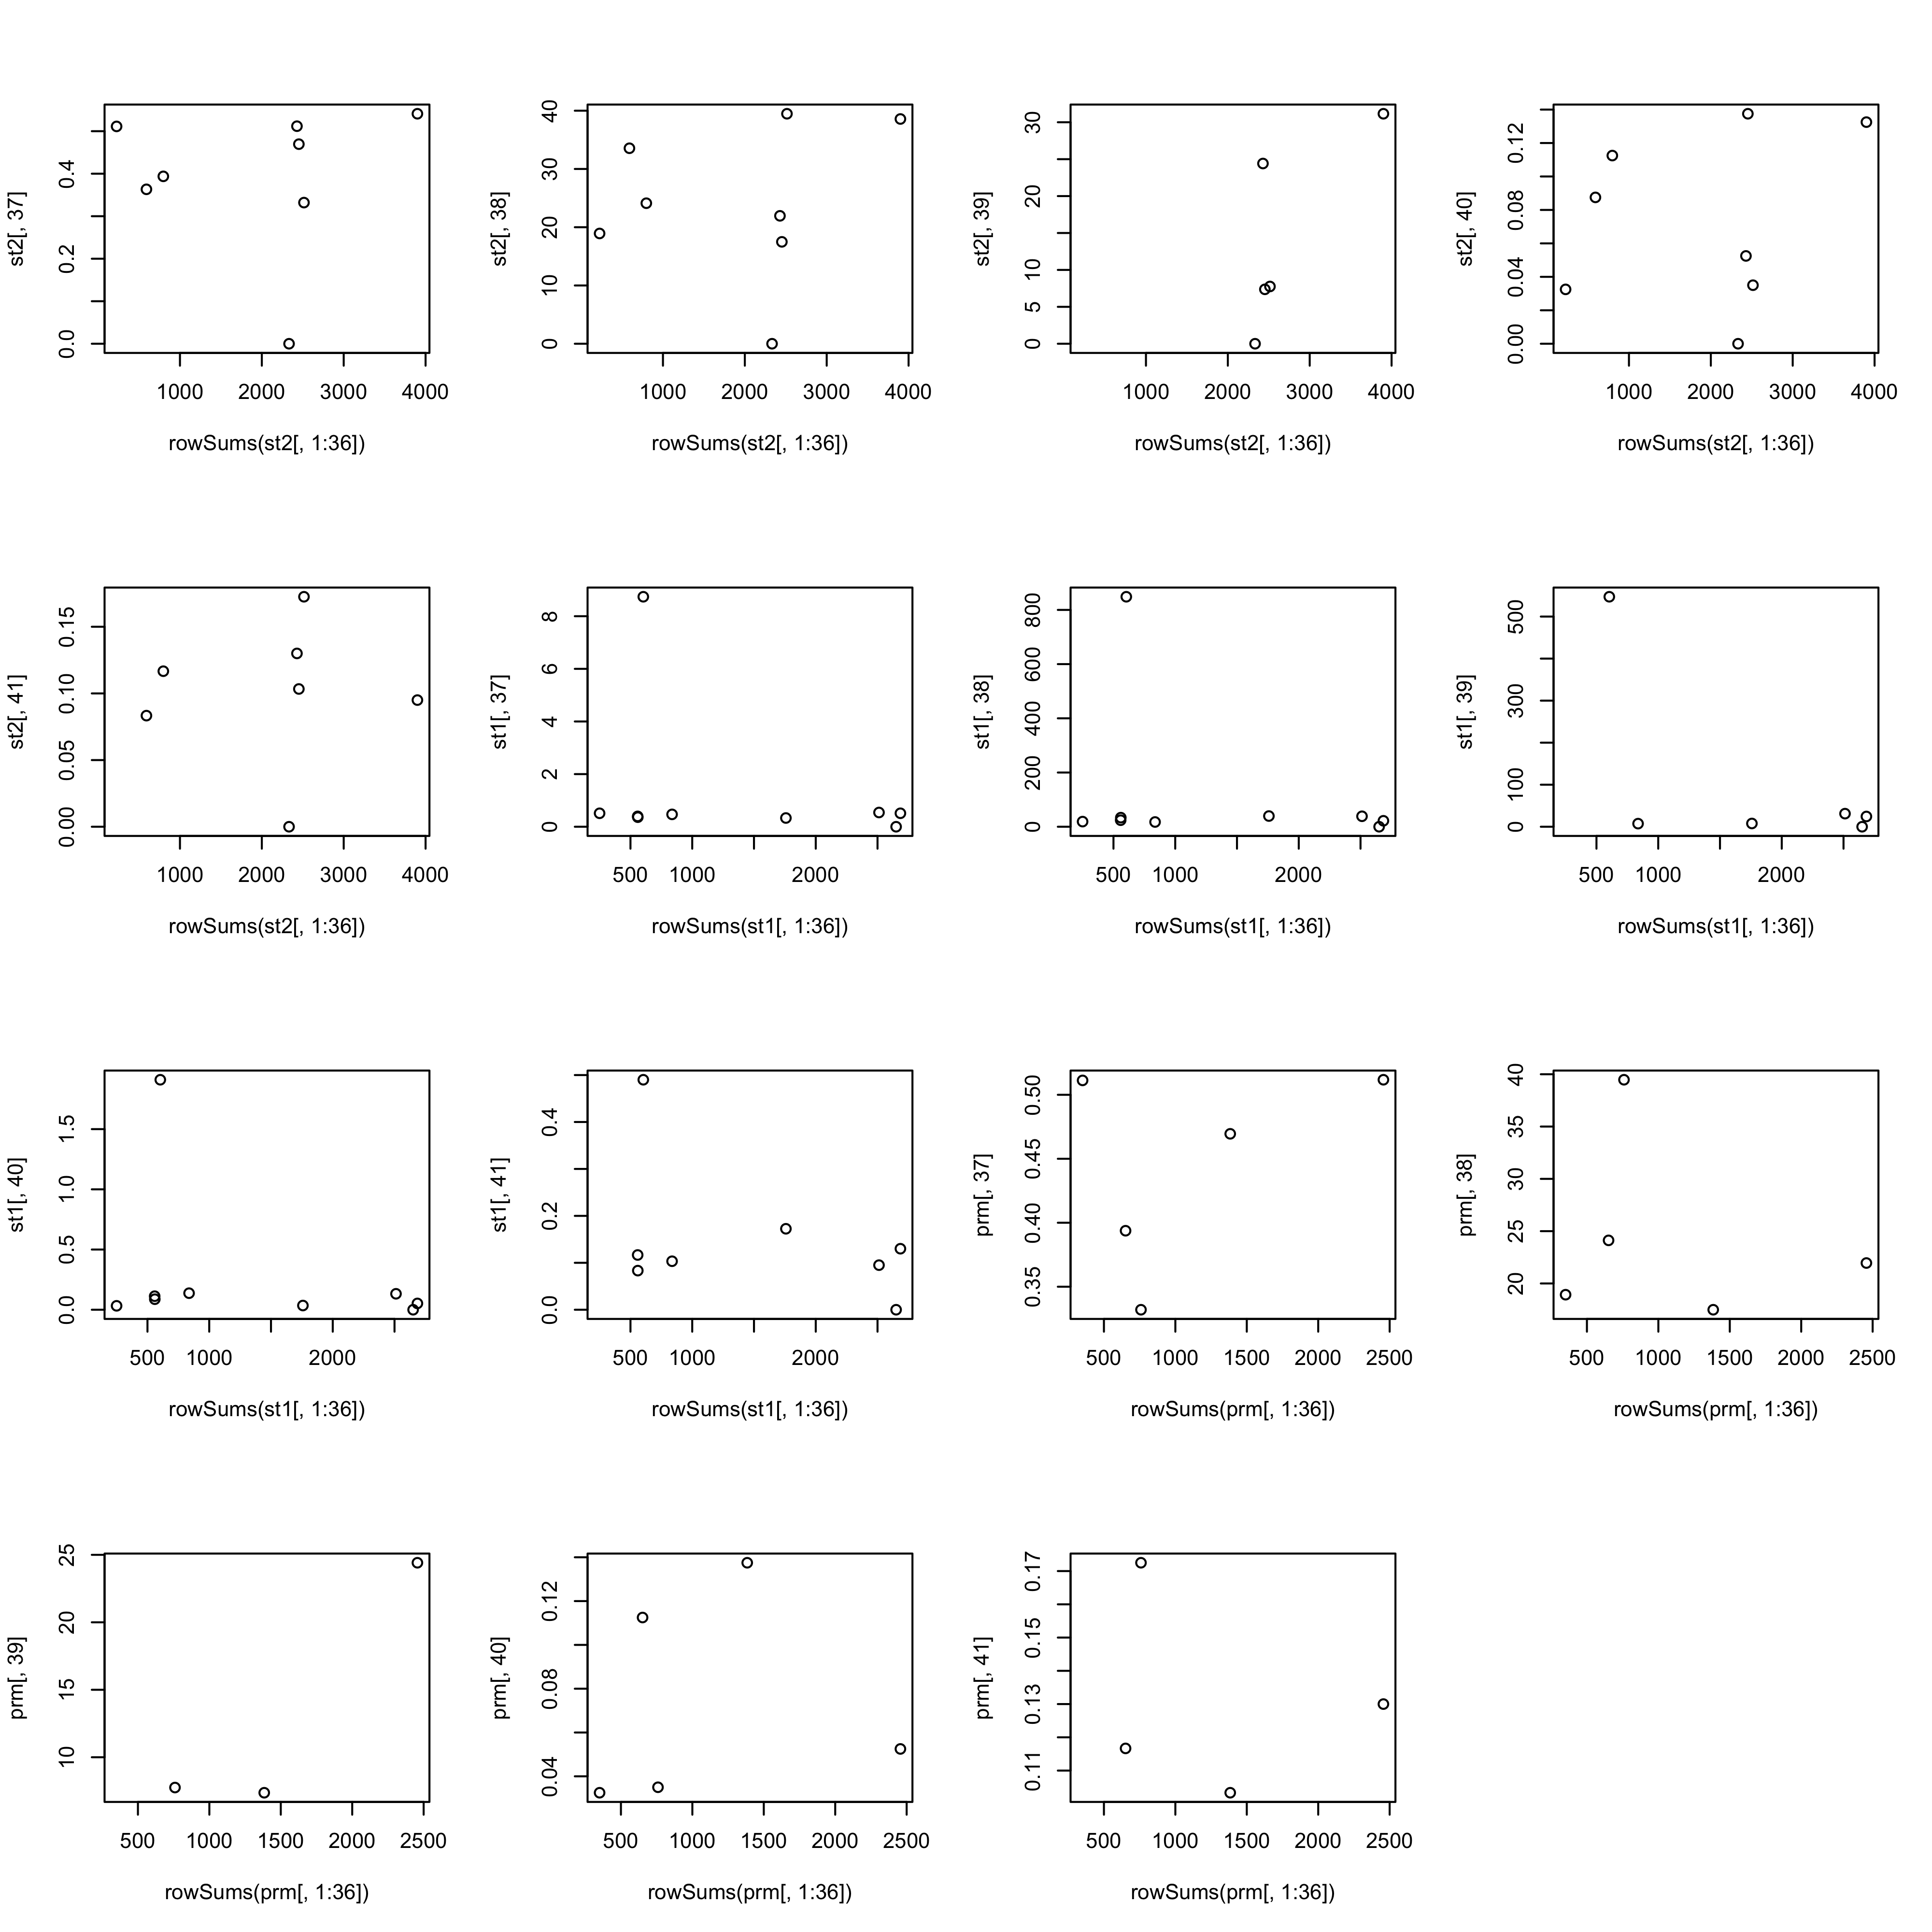 st2[, 37]
0.0 0.2 0.4
1000 2000 3000 4000
rowSums(st2[, 1:36])
st2[, 38]
0 10 20 30 40
1000 2000 3000 4000
rowSums(st2[, 1:36])
st2[, 39]
0 5 10 20 30
1000 2000 3000 4000
rowSums(st2[, 1:36])
st2[, 40]
0.00 0.04 0.08 0.12
1000 2000 3000 4000
rowSums(st2[, 1:36])
st2[, 41]
0.00 0.05 0.10 0.15
1000 2000 3000 4000
rowSums(st2[, 1:36])
st1[, 37]
0 2 4 6 8
500 1000 2000
rowSums(st1[, 1:36])
st1[, 38]
0 200 400 600 800
500 1000 2000
rowSums(st1[, 1:36])
st1[, 39]
0 100 300 500
500 1000 2000
rowSums(st1[, 1:36])
st1[, 40]
0.0 0.5 1.0 1.5
500 1000 2000
rowSums(st1[, 1:36])
st1[, 41]
0.0 0.2 0.4
500 1000 2000
rowSums(st1[, 1:36])
prm[, 37]
0.35 0.40 0.45 0.50
500 1000 1500 2000 2500
rowSums(prm[, 1:36])
prm[, 38]
20 25 30 35 40
500 1000 1500 2000 2500
rowSums(prm[, 1:36])
prm[, 39]
10 15 20 25
500 1000 1500 2000 2500
rowSums(prm[, 1:36])
prm[, 40]
0.04 0.08 0.12
500 1000 1500 2000 2500
rowSums(prm[, 1:36])
prm[, 41]
0.11 0.13 0.15 0.17
500 1000 1500 2000 2500
rowSums(prm[, 1:36])